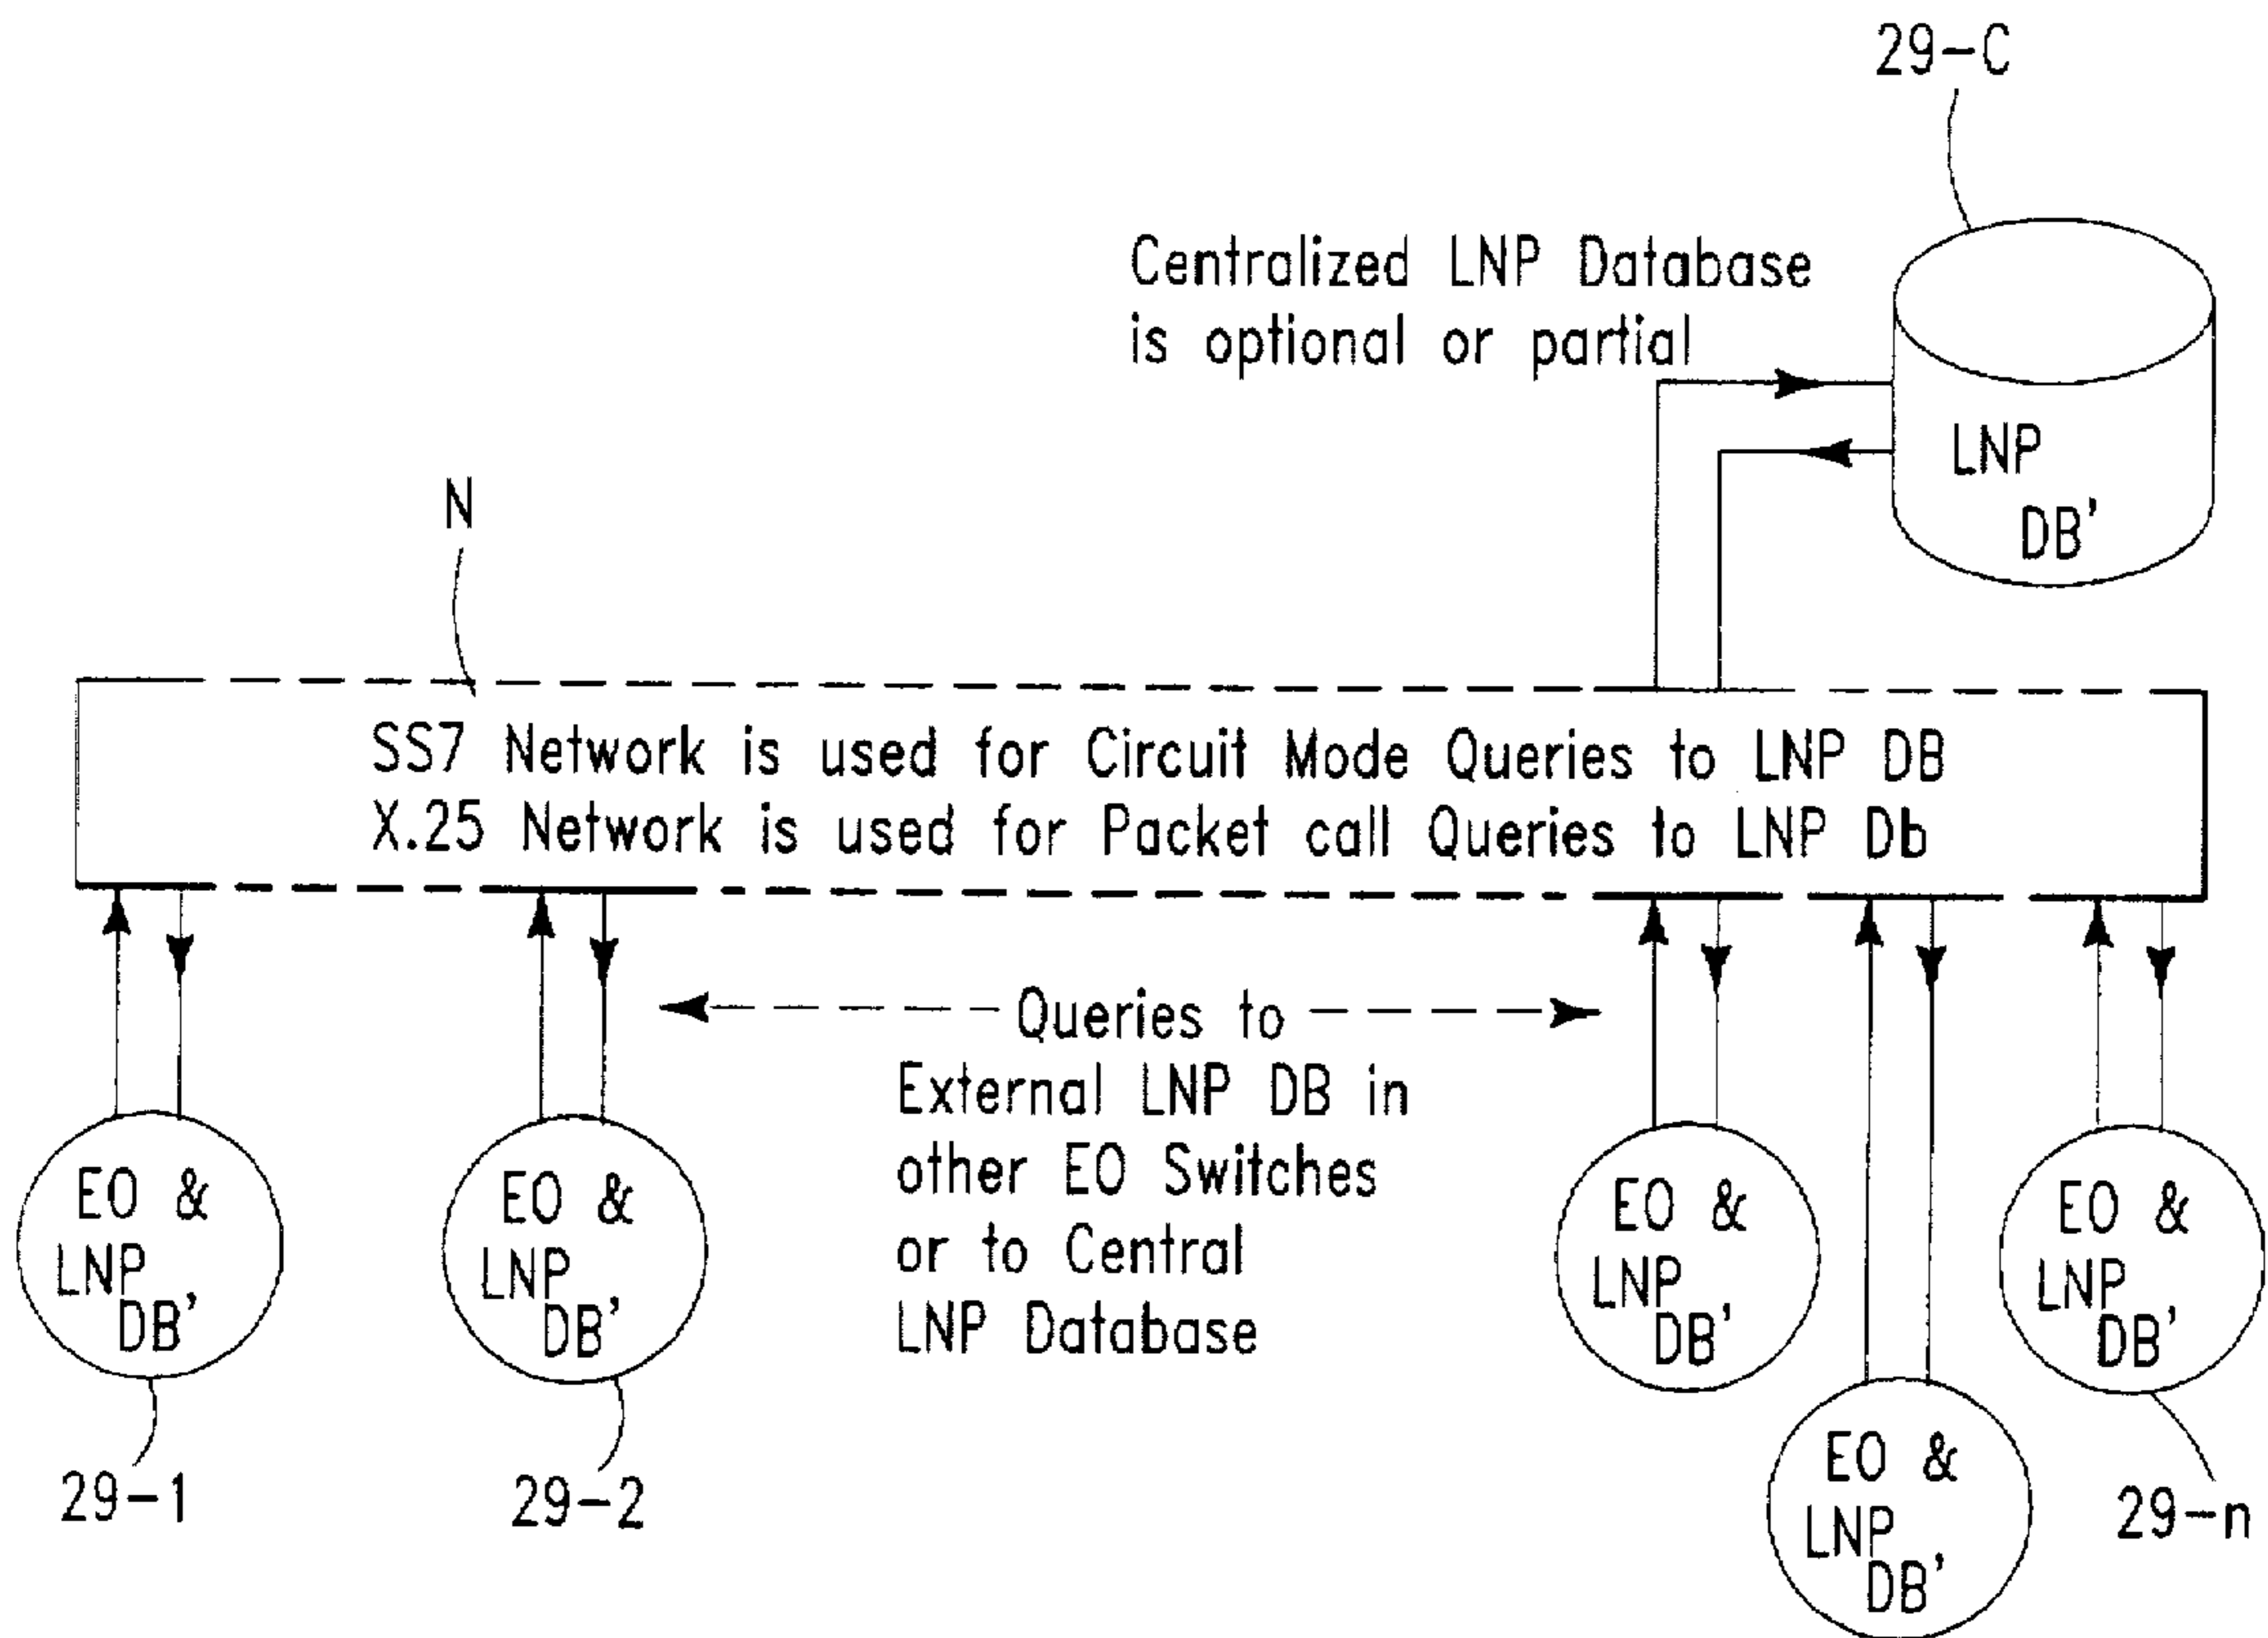 29-C
Centralized LNP Database
is optional or partial
LNP
DB'
N
SS7 Network is used for Circuit Mode Queries to LNP DB
X.25 Network is used for Packet call Queries to LNP Db
Queries to
External LNP DB in
other EO Switches
or to Central
LNP Database
EO &
LNP
DB'
29-1
EO &
LNP
DB'
29-2
EO &
LNP
DB'
EO &
LNP
DB'
EO &
LNP
DB'
29-n